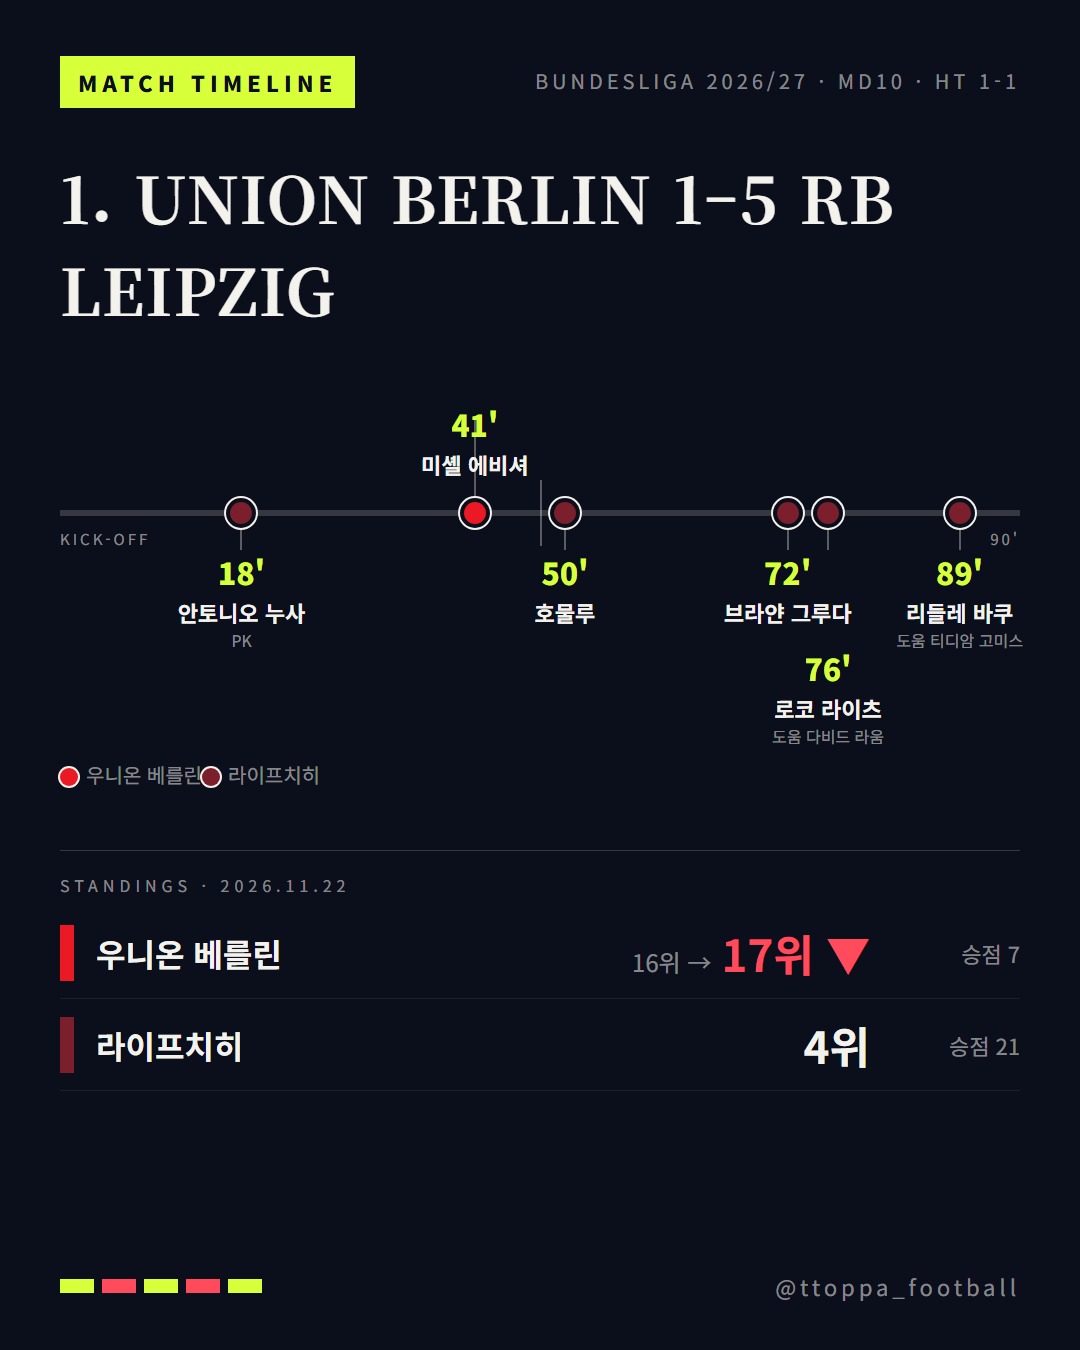 MATCH TIMELINE
BUNDESLIGA 2026/27 · MD10 · HT 1-1
1. UNION BERLIN 1–5 RB
LEIPZIG
41'
미셸 에비셔
KICK-OFF
90'
18'
안토니오 누사
PK
50'
호물루
72'
브라얀 그루다
89'
리들레 바쿠
도움 티디암 고미스
76'
로코 라이츠
도움 다비드 라움
우니온 베를린
라이프치히
STANDINGS · 2026.11.22
우니온 베를린 16위 → 17위 ▼ 승점 7
라이프치히 4위 승점 21
@ttoppa_football